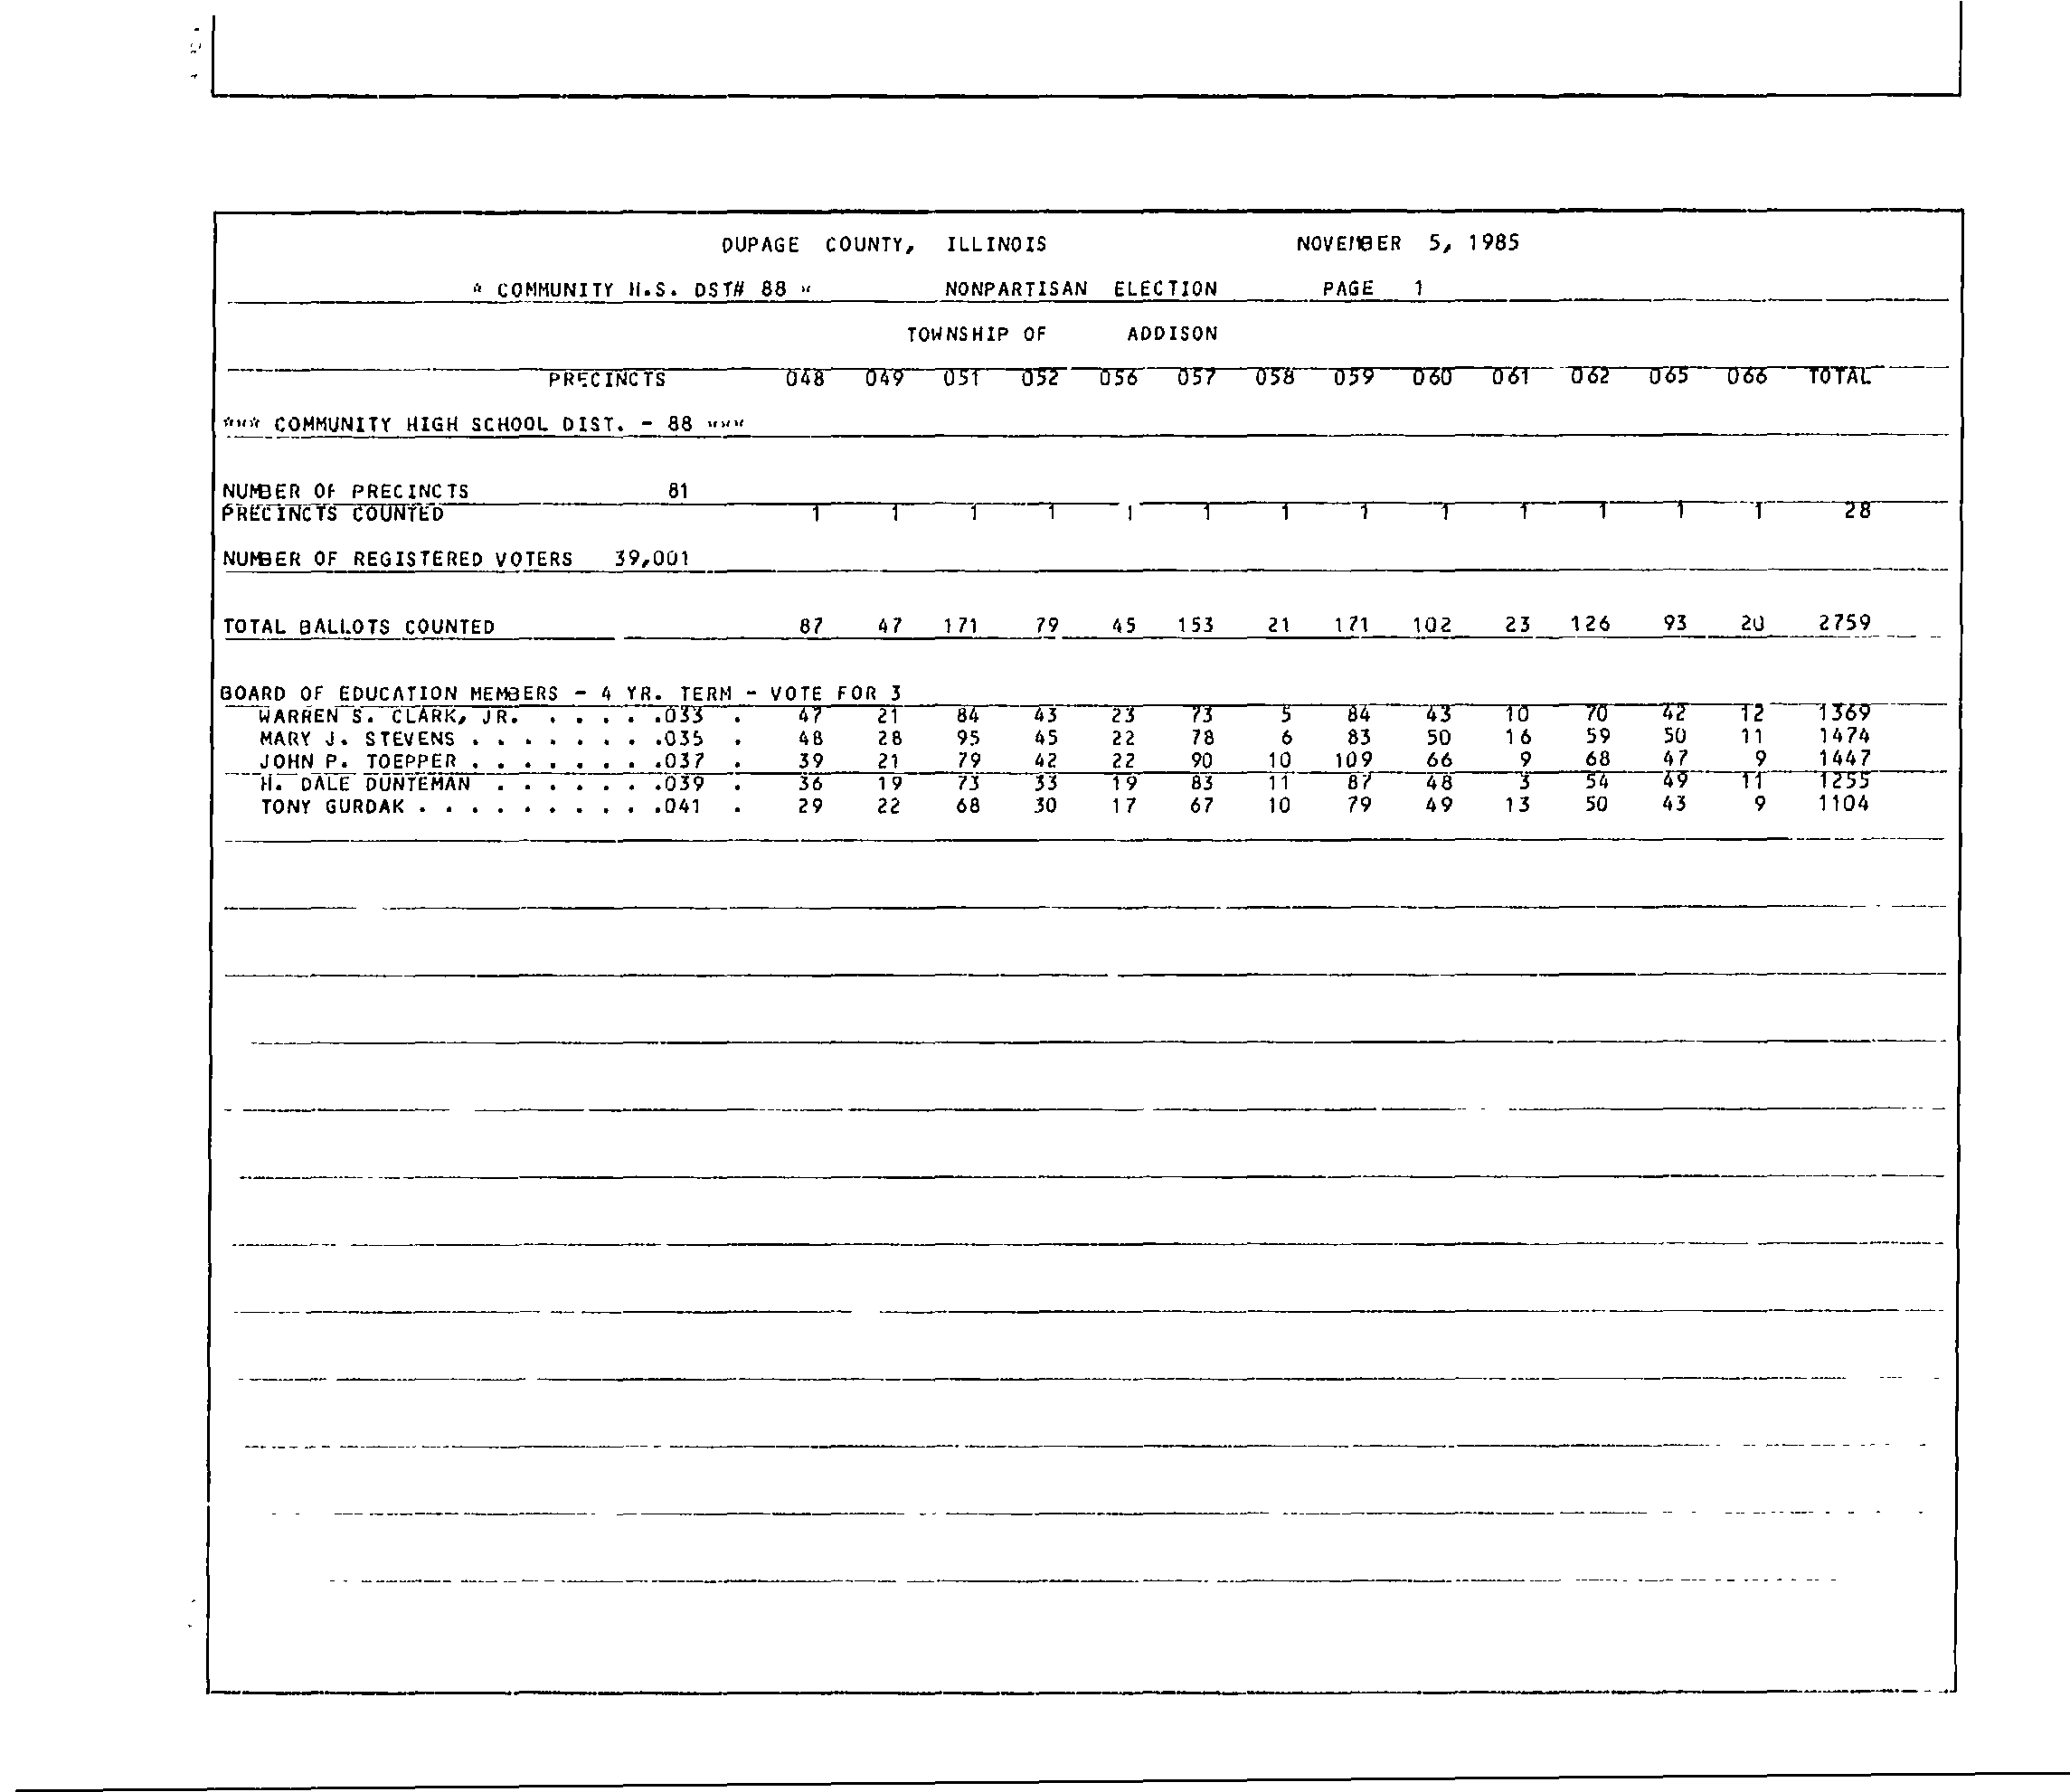 DUPAGE COUNTY, ILLINOIS NOVEMBER 5, 1985
* COMMUNITY H.S. DST# 88 * NONPARTISAN ELECTION PAGE 1
TOWNSHIP OF ADDISON
PRECINCTS 048 049 051 052 056 057 058 059 060 061 062 065 066 TOTAL
*** COMMUNITY HIGH SCHOOL DIST. - 88 ***
NUMBER OF PRECINCTS 81
PRECINCTS COUNTED 1 1 1 1 1 1 1 1 1 1 1 1 1 28
NUMBER OF REGISTERED VOTERS 39,001
TOTAL BALLOTS COUNTED 87 47 171 79 45 153 21 171 102 23 126 93 20 2759
BOARD OF EDUCATION MEMBERS - 4 YR. TERM - VOTE FOR 3
WARREN S. CLARK, JR. . . . . .033 . 47 21 84 43 23 73 5 84 43 10 70 42 12 1369
MARY J. STEVENS . . . . . . . .035 . 48 28 95 45 22 78 6 83 50 16 59 50 11 1474
JOHN P. TOEPPER . . . . . . . .037 . 39 21 79 42 22 90 10 109 66 9 68 47 9 1447
H. DALE DUNTEMAN . . . . . . .039 . 36 19 73 33 19 83 11 87 48 3 54 49 11 1255
TONY GURDAK . . . . . . . . . .041 . 29 22 68 30 17 67 10 79 49 13 50 43 9 1104